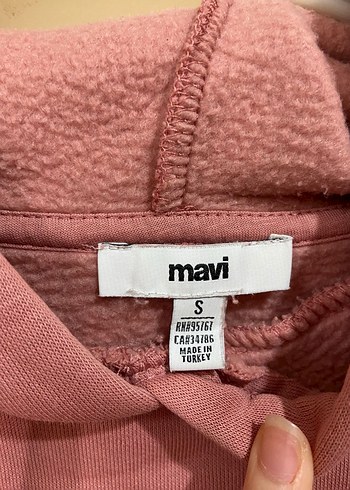 mavi
S
RN#95767
CA#34786
MADE IN
TURKEY